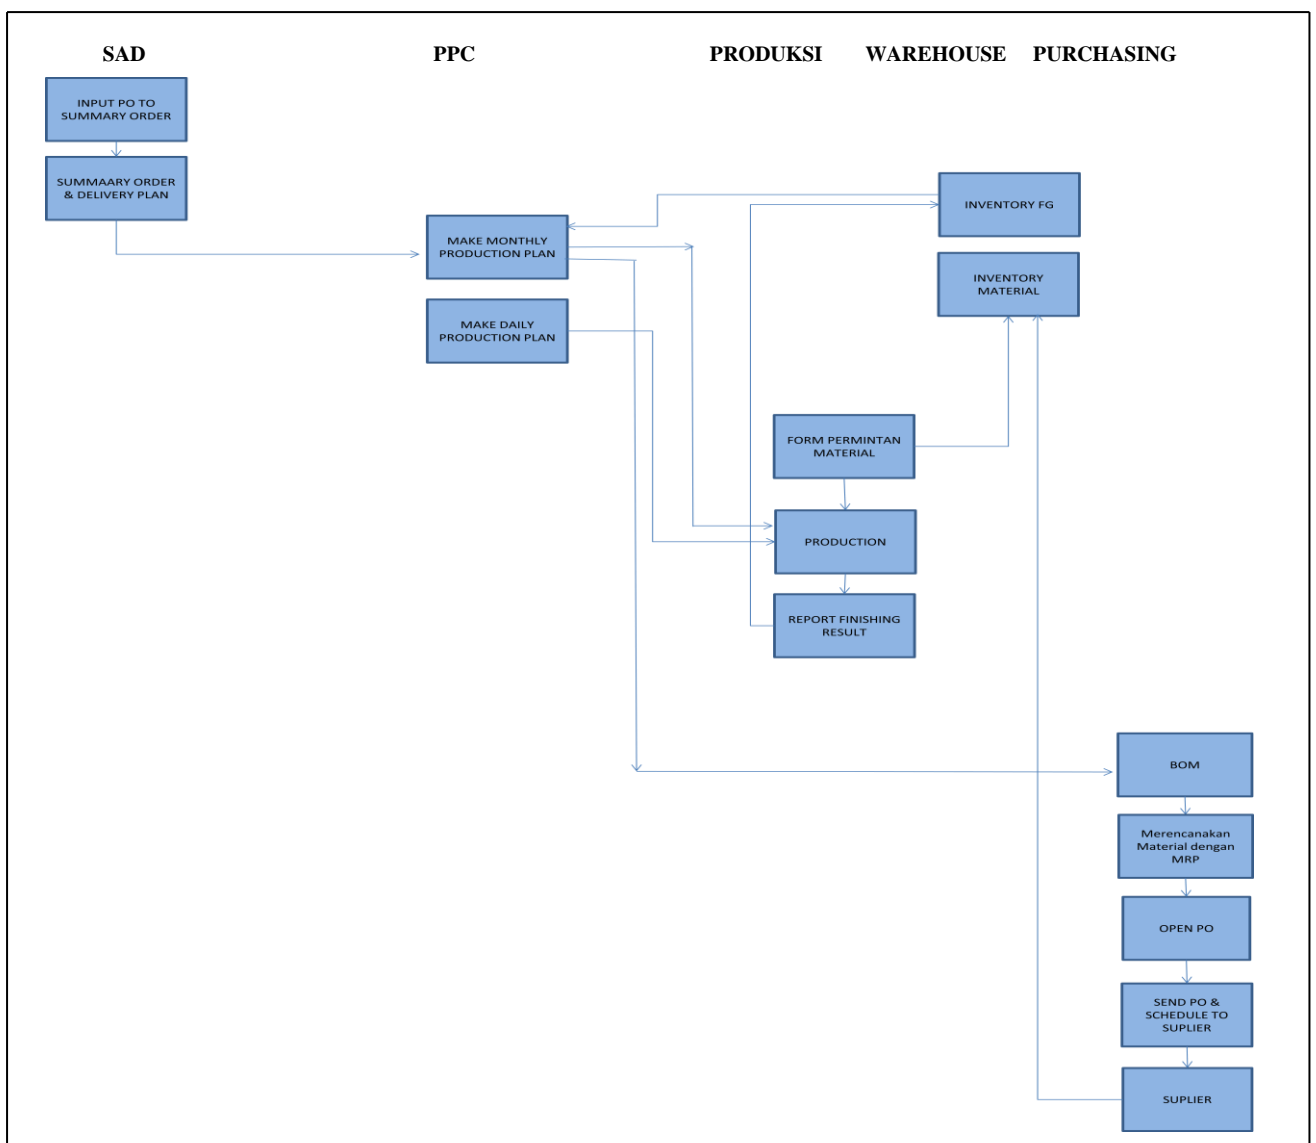 SAD PPC PRODUKSI WAREHOUSE PURCHASING
INPUT PO TO
SUMMARY ORDER
SUMMAARY ORDER
& DELIVERY PLAN
MAKE MONTHLY
PRODUCTION PLAN
MAKE DAILY
PRODUCTION PLAN
INVENTORY FG
INVENTORY
MATERIAL
FORM PERMINTAN
MATERIAL
PRODUCTION
REPORT FINISHING
RESULT
BOM
Merencanakan
Material dengan
MRP
OPEN PO
SEND PO &
SCHEDULE TO
SUPLIER
SUPLIER